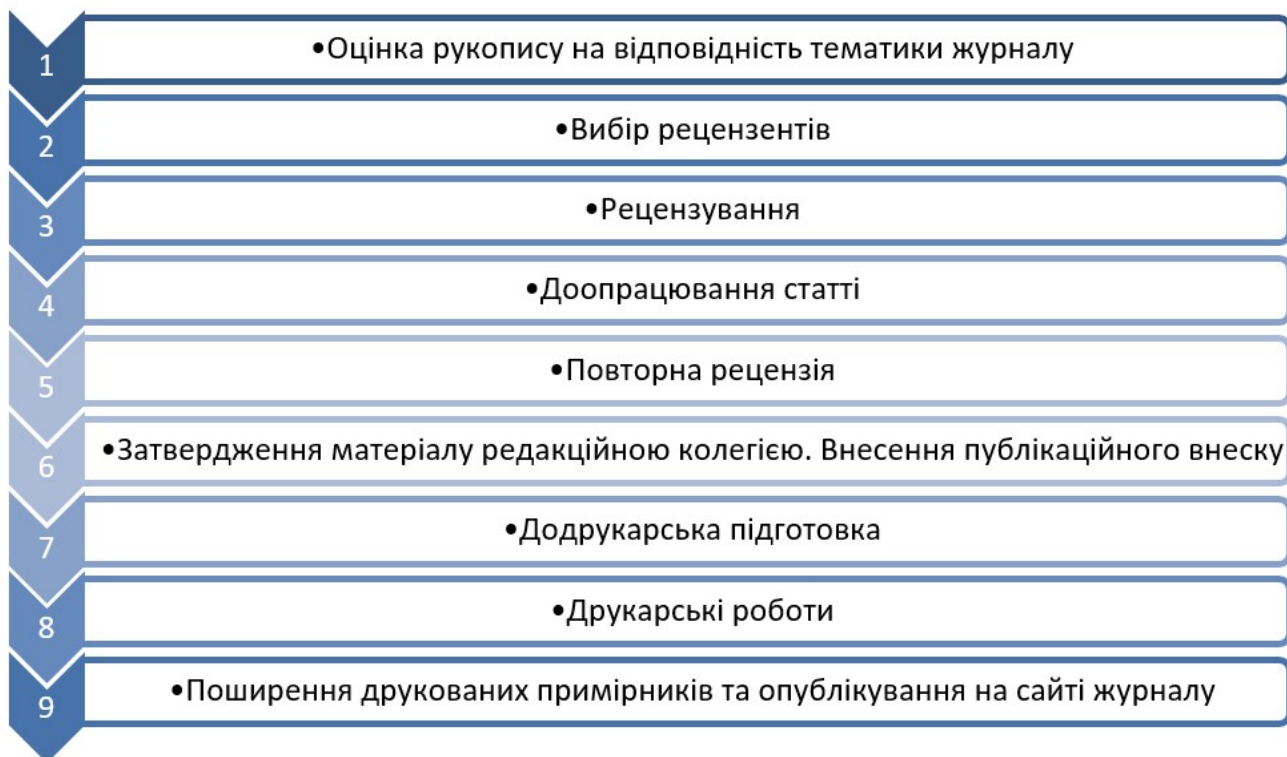 1 •Оцінка рукопису на відповідність тематики журналу
2 •Вибір рецензентів
3 •Рецензування
4 •Доопрацювання статті
5 •Повторна рецензія
6 •Затвердження матеріалу редакційною колегією. Внесення публікаційного внеску
7 •Додрукарська підготовка
8 •Друкарські роботи
9 •Поширення друкованих примірників та опублікування на сайті журналу